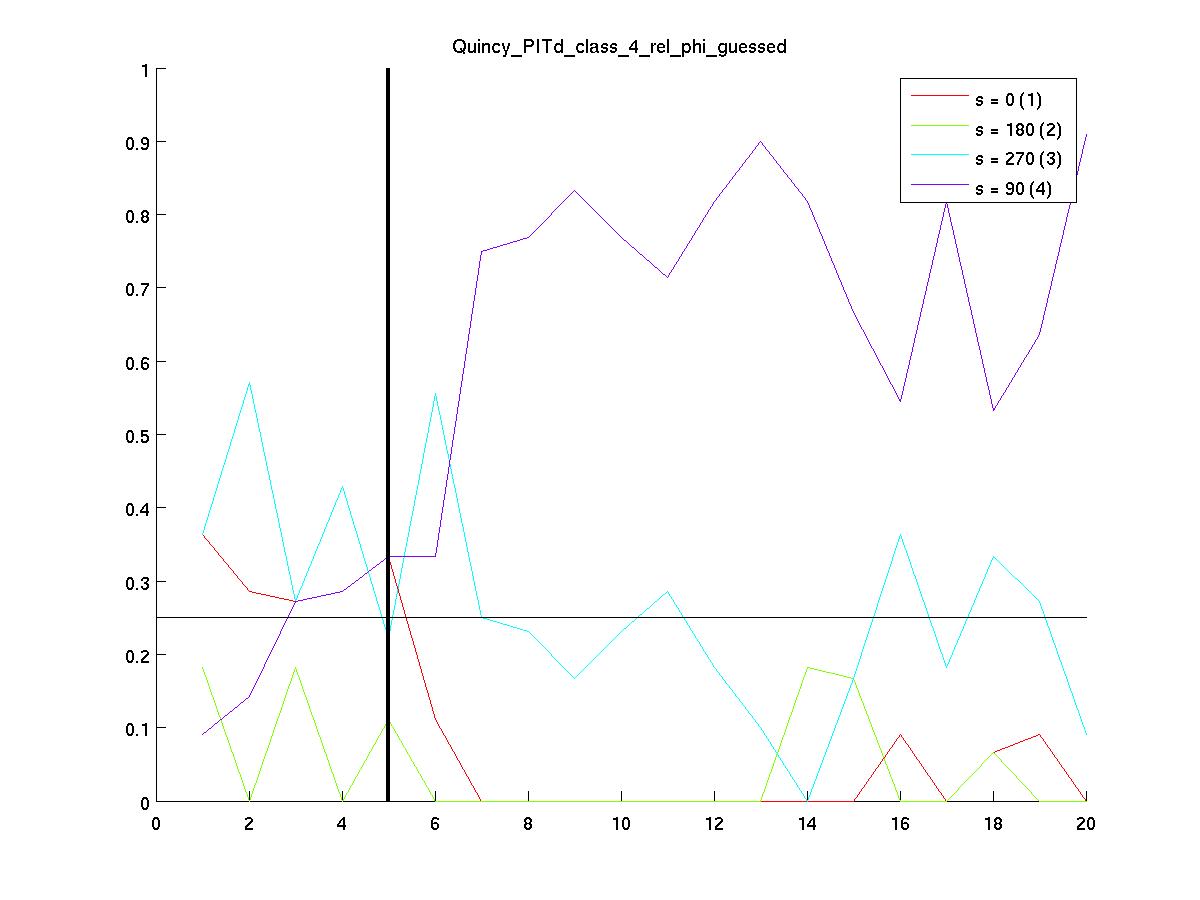 Quincy_PITd_class_4_rel_phi_guessed
1
0.9
0.8
0.7
0.6
0.5
0.4
0.3
0.2
0.1
0
s = 0 (1)
s = 180 (2)
s = 270 (3)
s = 90 (4)
0 2 4 6 8 10 12 14 16 18 20